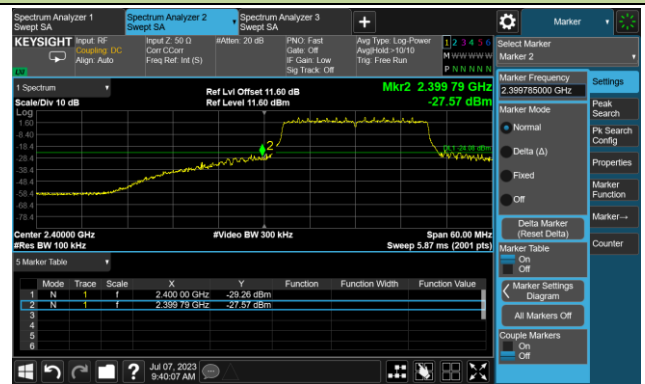 Spectrum Analyzer 1
Swept SA
Spectrum Analyzer 2
Swept SA
Spectrum Analyzer 3
Swept SA
+
Marker
KEYSIGHT
Input: RF
Coupling: DC
Align: Auto
Input Z: 50 Ω
Corr CCorr
Freq Ref: Int (S)
#Atten: 20 dB
PNO: Fast
Gate: Off
IF Gain: Low
Sig Track: Off
Avg Type: Log-Power
Avg|Hold:>10/10
Trig: Free Run
1 2 3 4 5 6
M W W W W W
P N N N N N
Select Marker
Marker 2
1 Spectrum
Scale/Div 10 dB
Log
Ref Lvl Offset 11.60 dB
Ref Level 11.60 dBm
Mkr2 2.399 79 GHz
-27.57 dBm
1.60
-8.40
-18.4
-28.4
-38.4
-48.4
-58.4
-68.4
-78.4
2
DL1 -24.08 dBm
Center 2.40000 GHz
#Res BW 100 kHz
#Video BW 300 kHz
Span 60.00 MHz
Sweep 5.87 ms (2001 pts)
5 Marker Table
Mode Trace Scale X Y Function Function Width Function Value
1 N 1 f 2.400 00 GHz -29.26 dBm
2 N 1 f 2.399 79 GHz -27.57 dBm
3
4
5
6
Marker Frequency
2.399785000 GHz
Marker Mode
Normal
Delta (Δ)
Fixed
Off
Delta Marker
(Reset Delta)
Marker Table
On
Off
Marker Settings
Diagram
All Markers Off
Couple Markers
On
Off
Settings
Peak
Search
Pk Search
Config
Properties
Marker
Function
Marker→
Counter
?
Jul 07, 2023
9:40:07 AM